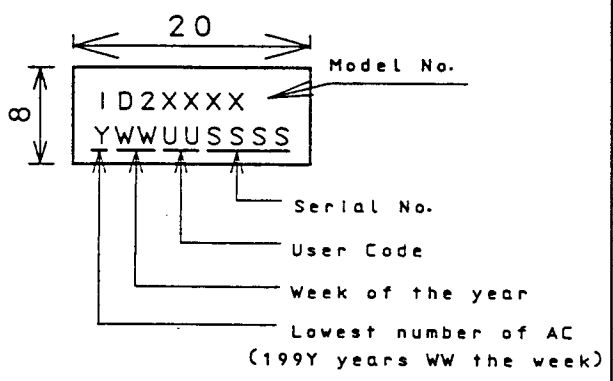 20
Model No.
8
1D2XXXX
YWWUUSSSS
Serial No.
User Code
Week of the year
Lowest number of AC
(199Y years WW the week)